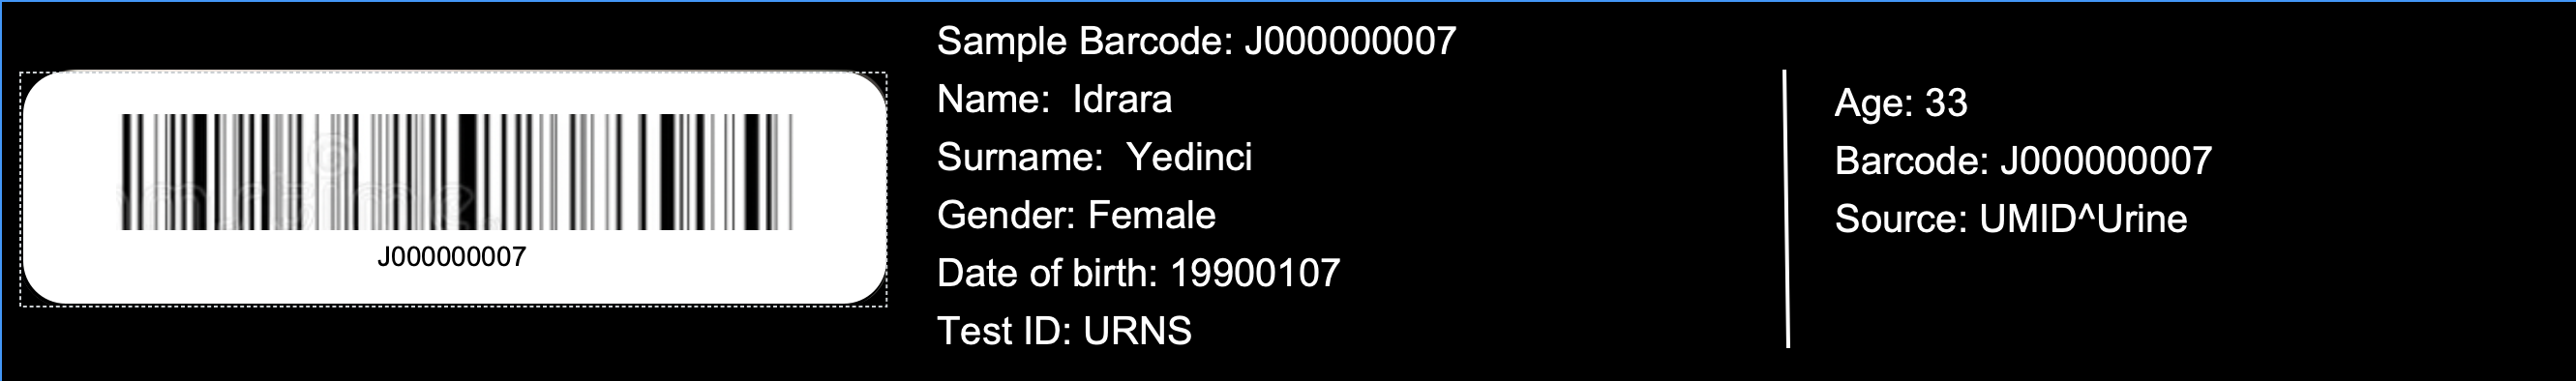 J000000007
Sample Barcode: J000000007
Name: Idrara
Surname: Yedinci
Gender: Female
Date of birth: 19900107
Test ID: URNS
Age: 33
Barcode: J000000007
Source: UMID^Urine